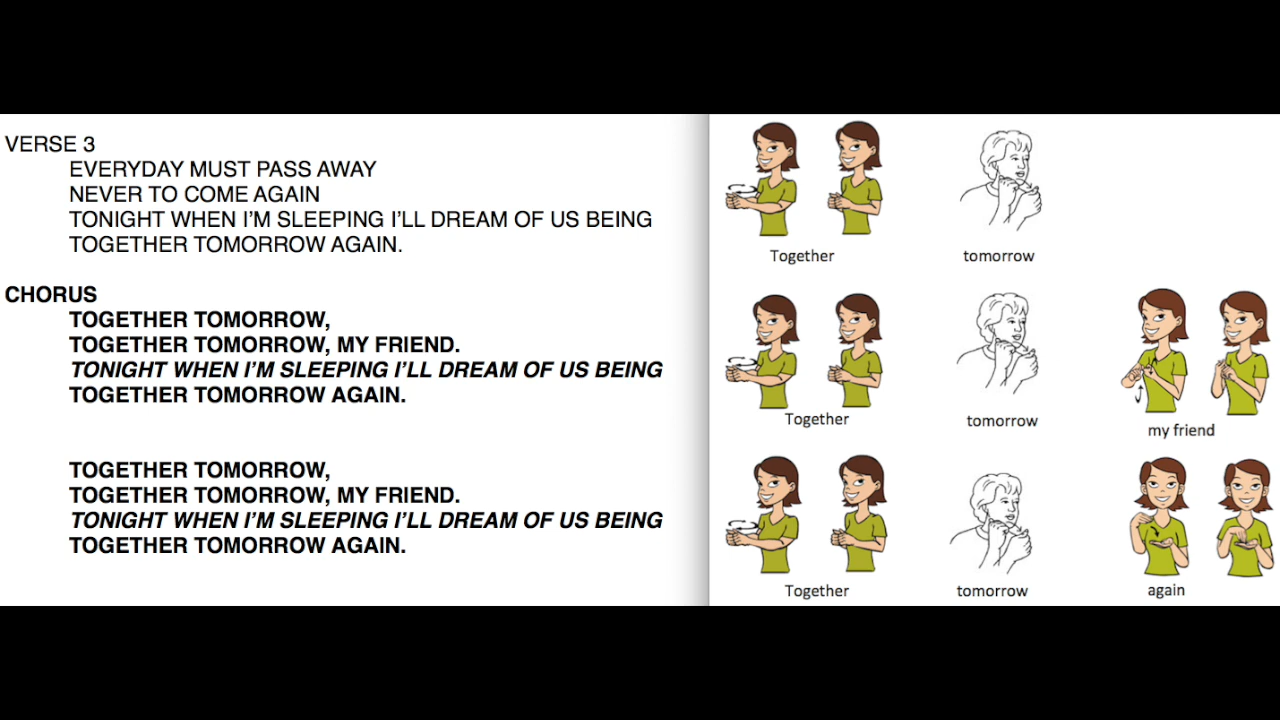 VERSE 3
EVERYDAY MUST PASS AWAY
NEVER TO COME AGAIN
TONIGHT WHEN I'M SLEEPING I'LL DREAM OF US BEING
TOGETHER TOMORROW AGAIN.
CHORUS
TOGETHER TOMORROW,
TOGETHER TOMORROW, MY FRIEND.
TONIGHT WHEN I'M SLEEPING I'LL DREAM OF US BEING
TOGETHER TOMORROW AGAIN.
TOGETHER TOMORROW,
TOGETHER TOMORROW, MY FRIEND.
TONIGHT WHEN I'M SLEEPING I'LL DREAM OF US BEING
TOGETHER TOMORROW AGAIN.
Together tomorrow
Together tomorrow my friend
Together tomorrow again